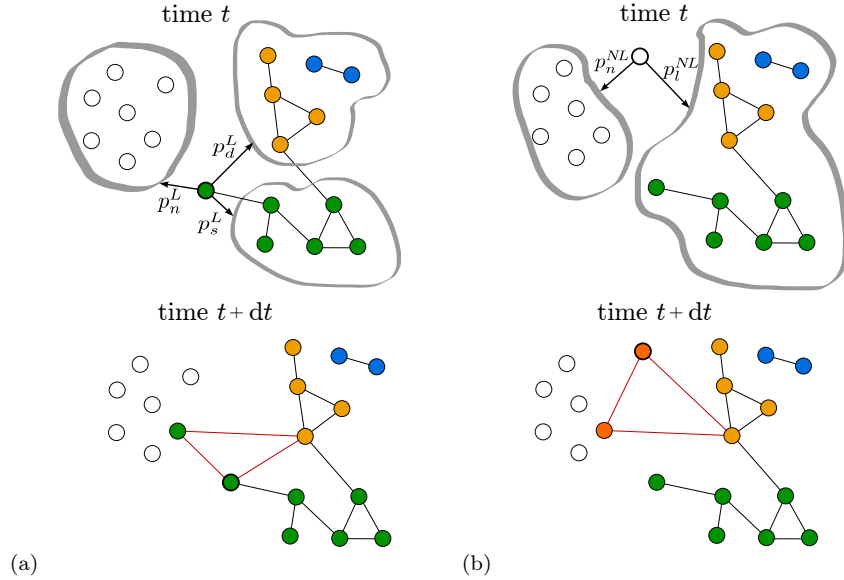 time t
p_d^L
p_n^L
p_s^L
time t + dt
(a)
time t
p_n^{NL}
p_l^{NL}
time t + dt
(b)